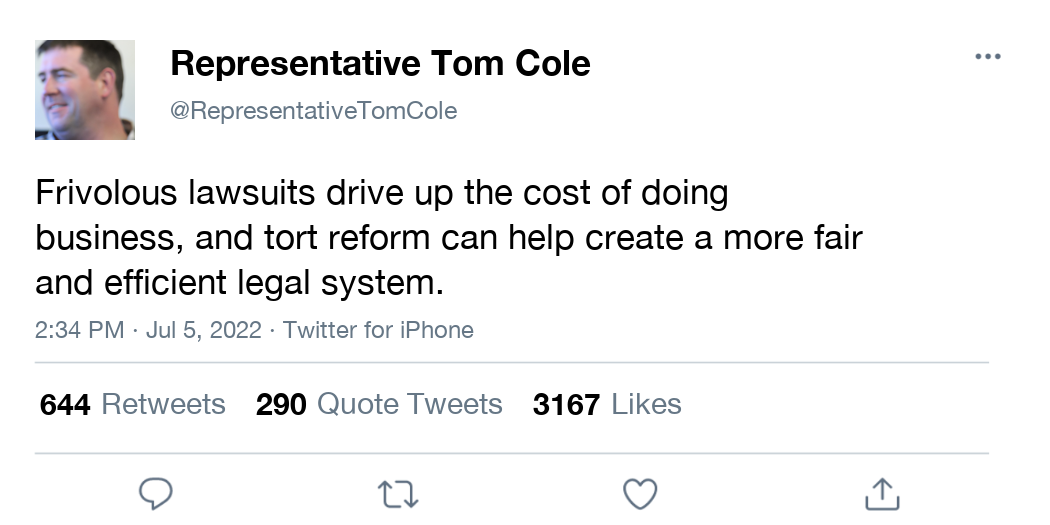 Representative Tom Cole
@RepresentativeTomCole
Frivolous lawsuits drive up the cost of doing
business, and tort reform can help create a more fair
and efficient legal system.
2:34 PM · Jul 5, 2022 · Twitter for iPhone
644 Retweets 290 Quote Tweets 3167 Likes